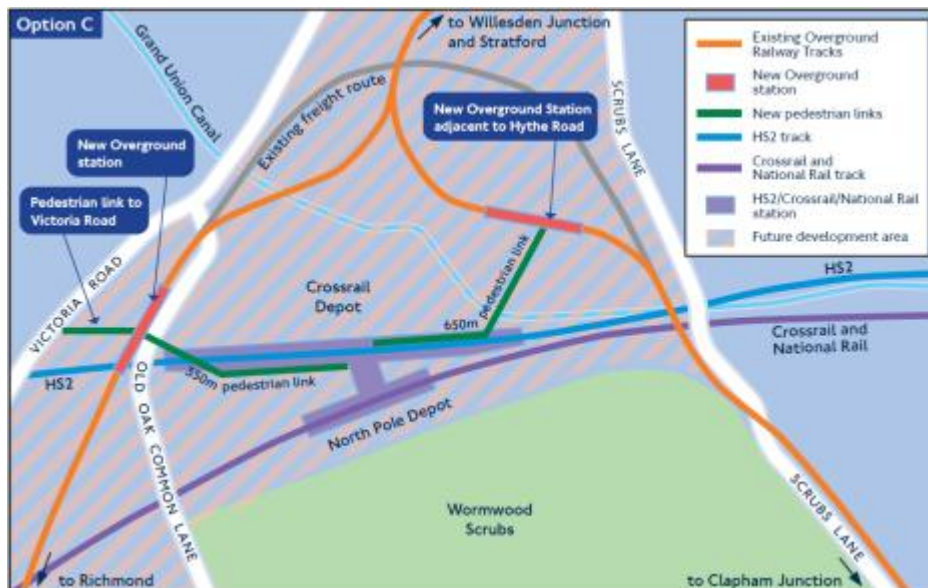 Option C
to Willesden Junction
and Stratford
Grand Union Canal
Existing freight route
SCRUBS LANE
New Overground Station
adjacent to Hythe Road
New Overground
station
Pedestrian link to
Victoria Road
VICTORIA ROAD
Crossrail
Depot
pedestrian link
650m
HS2
Crossrail and
National Rail
HS2
350m pedestrian link
OLD OAK COMMON LANE
North Pole Depot
Wormwood
Scrubs
SCRUBS LANE
to Richmond
to Clapham Junction
Existing Overground
Railway Tracks
New Overground
station
New pedestrian links
HS2 track
Crossrail and
National Rail track
HS2/Crossrail/National Rail
station
Future development area